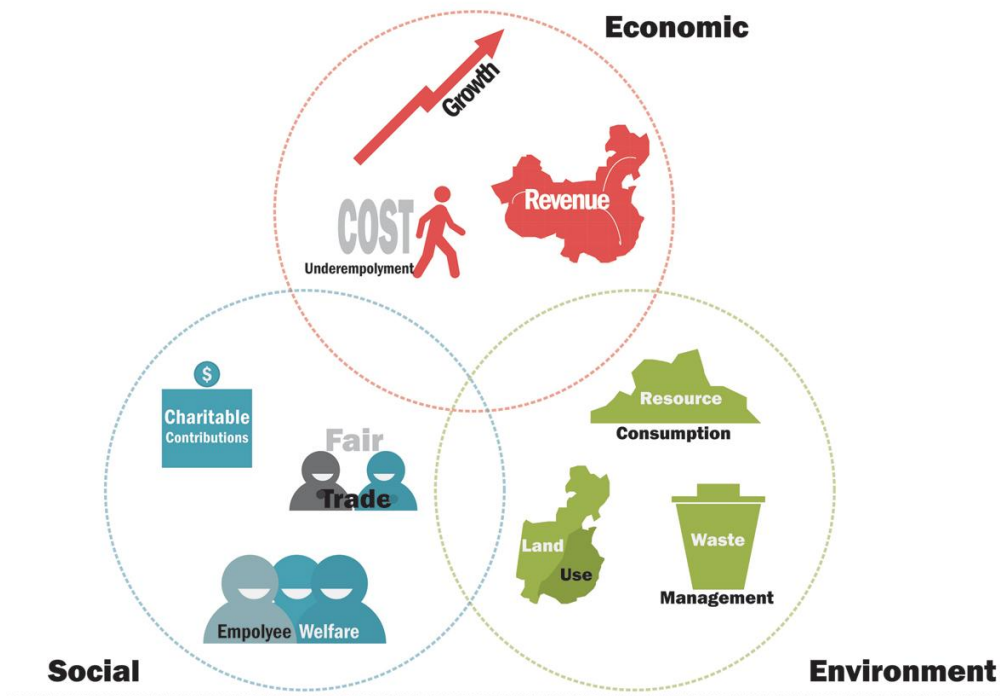 Economic
Growth
Revenue
COST
Underempolyment
$
Charitable
Contributions
Fair
Trade
Empolyee Welfare
Social
Resource
Consumption
Land
Use
Waste
Management
Environment